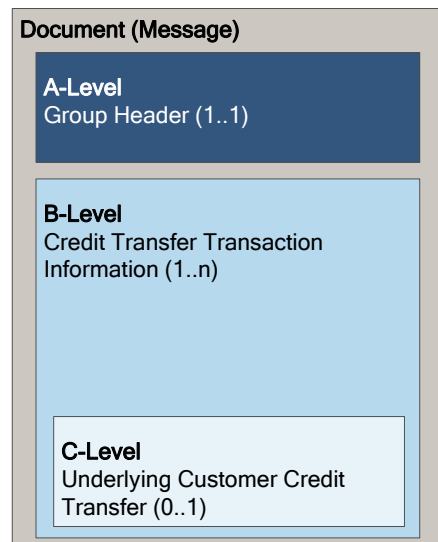 Document (Message)
A-Level
Group Header (1..1)
B-Level
Credit Transfer Transaction
Information (1..n)
C-Level
Underlying Customer Credit
Transfer (0..1)